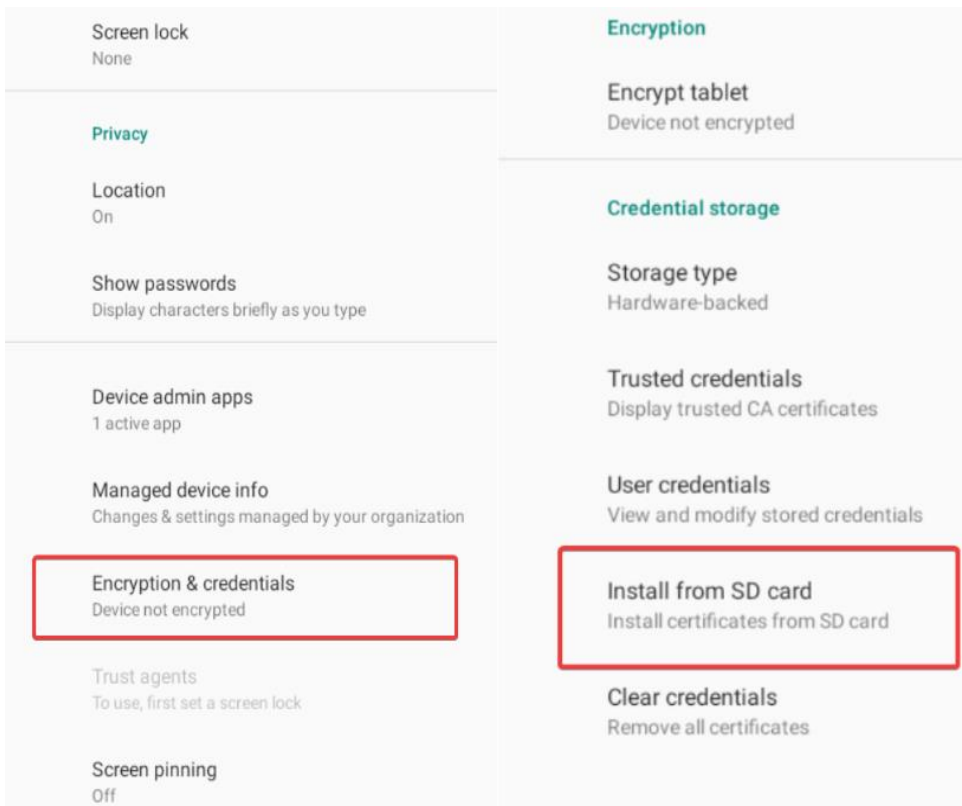 Screen lock
None
Privacy
Location
On
Show passwords
Display characters briefly as you type
Device admin apps
1 active app
Managed device info
Changes & settings managed by your organization
Encryption & credentials
Device not encrypted
Trust agents
To use, first set a screen lock
Screen pinning
Off
Encryption
Encrypt tablet
Device not encrypted
Credential storage
Storage type
Hardware-backed
Trusted credentials
Display trusted CA certificates
User credentials
View and modify stored credentials
Install from SD card
Install certificates from SD card
Clear credentials
Remove all certificates